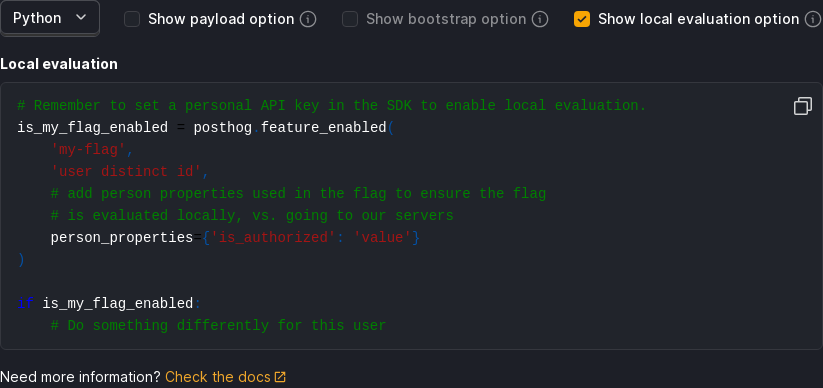 Python Show payload option Show bootstrap option Show local evaluation option
Local evaluation
# Remember to set a personal API key in the SDK to enable local evaluation.
is_my_flag_enabled = posthog.feature_enabled(
    'my-flag',
    'user distinct id',
    # add person properties used in the flag to ensure the flag
    # is evaluated locally, vs. going to our servers
    person_properties={'is_authorized': 'value'}
)
if is_my_flag_enabled:
    # Do something differently for this user
Need more information? Check the docs